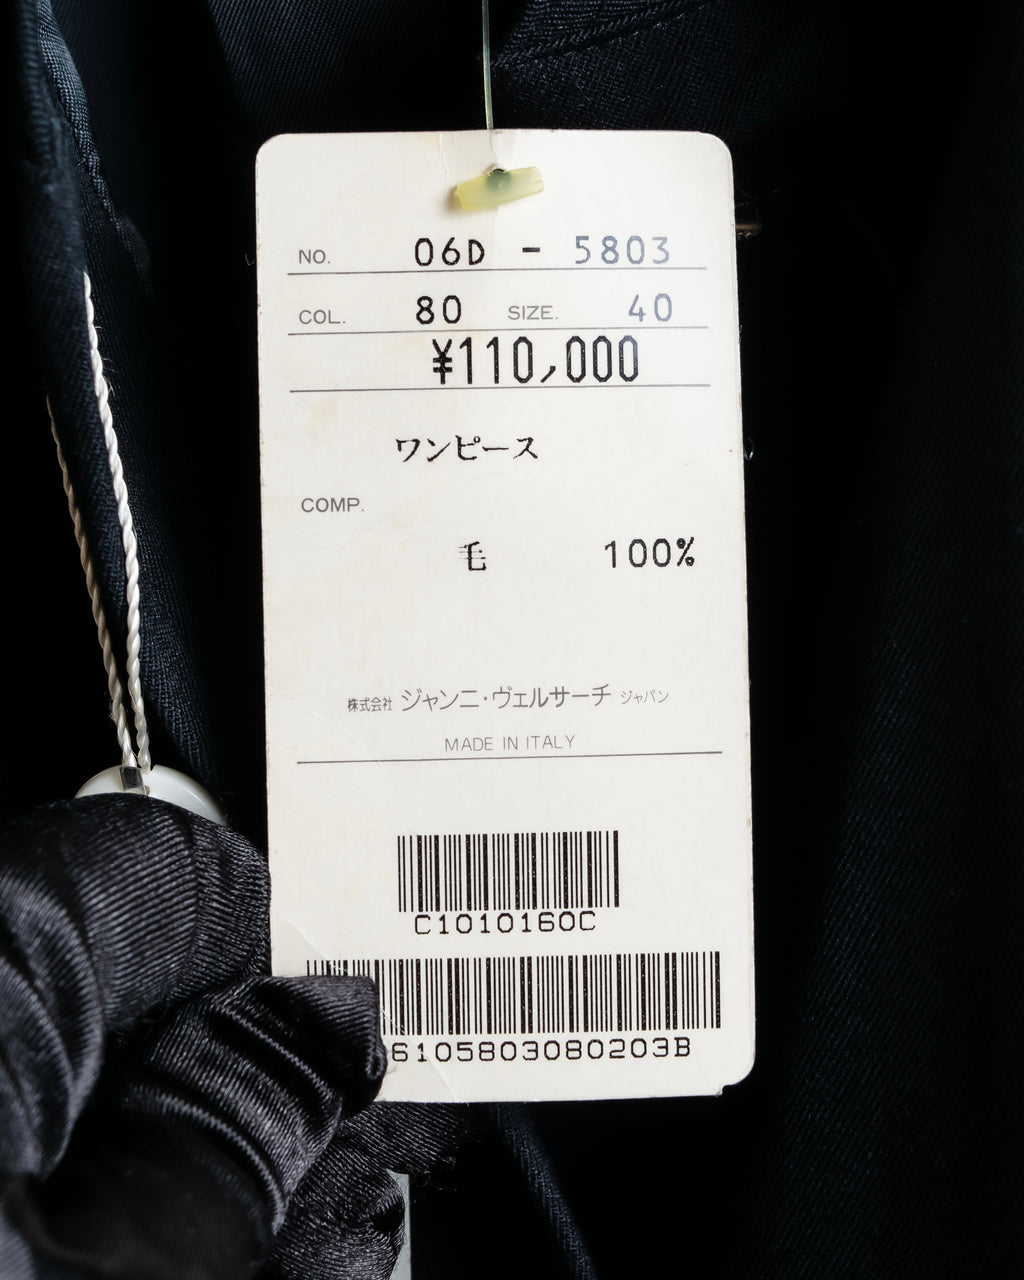 NO. 06D - 5803
COL. 80 SIZE. 40
¥110,000
ワンピース
COMP.
毛 100%
株式会社 ジャンニ・ヴェルサーチ ジャパン
MADE IN ITALY
C1010160C
6105803080203B